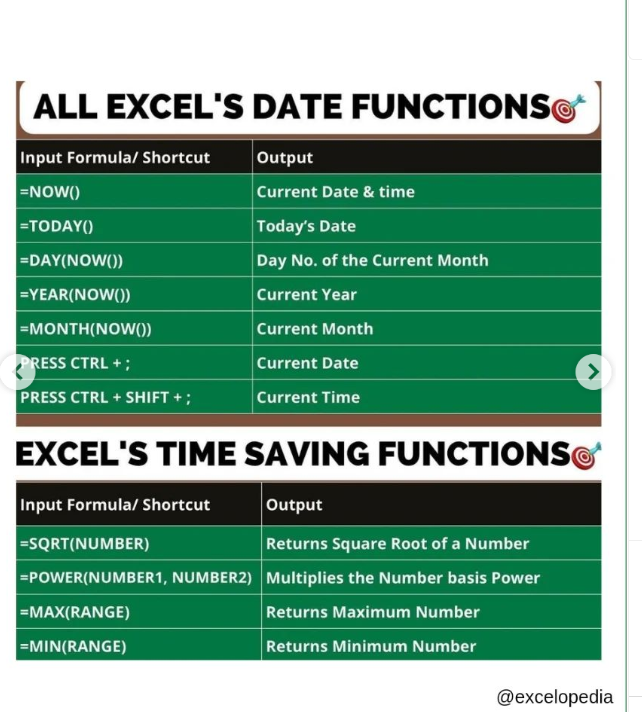 ALL EXCEL'S DATE FUNCTIONS
Input Formula/ Shortcut Output
=NOW() Current Date & time
=TODAY() Today's Date
=DAY(NOW()) Day No. of the Current Month
=YEAR(NOW()) Current Year
=MONTH(NOW()) Current Month
PRESS CTRL + ; Current Date
PRESS CTRL + SHIFT + ; Current Time
EXCEL'S TIME SAVING FUNCTIONS
Input Formula/ Shortcut Output
=SQRT(NUMBER) Returns Square Root of a Number
=POWER(NUMBER1, NUMBER2) Multiplies the Number basis Power
=MAX(RANGE) Returns Maximum Number
=MIN(RANGE) Returns Minimum Number
@excelopedia